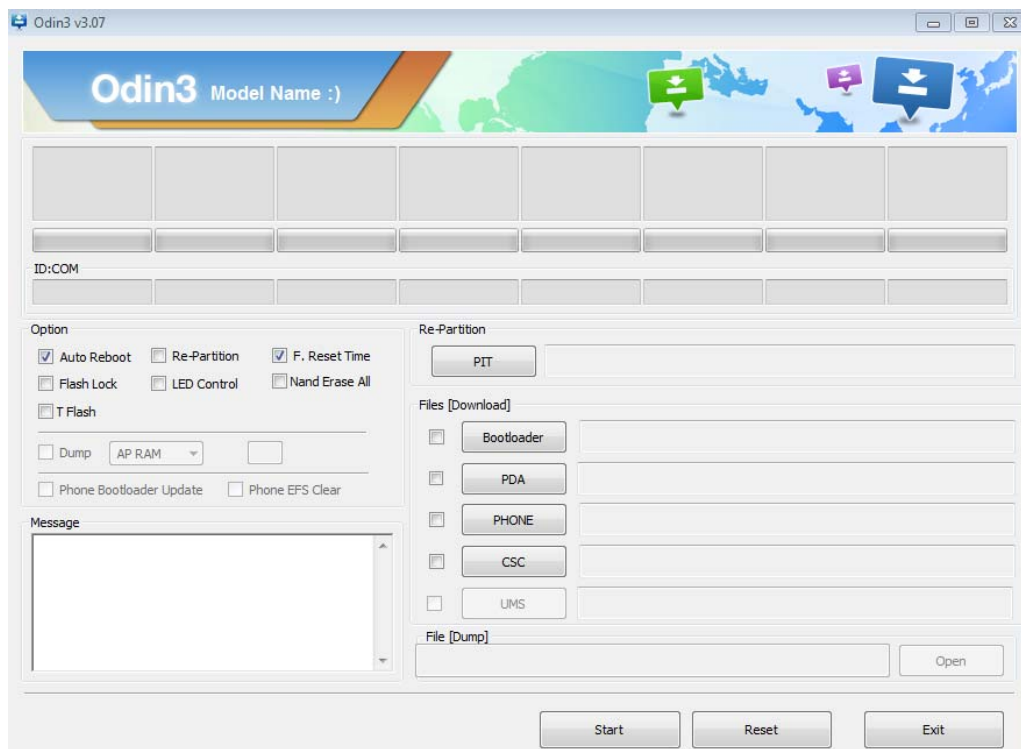 Odin3 v3.07
Odin3 Model Name :)
ID:COM
Option
Auto Reboot Re-Partition F. Reset Time
Flash Lock LED Control Nand Erase All
T Flash
Dump AP RAM
Phone Bootloader Update Phone EFS Clear
Message
Re-Partition
PIT
Files [Download]
Bootloader
PDA
PHONE
CSC
UMS
File [Dump]
Open
Start Reset Exit